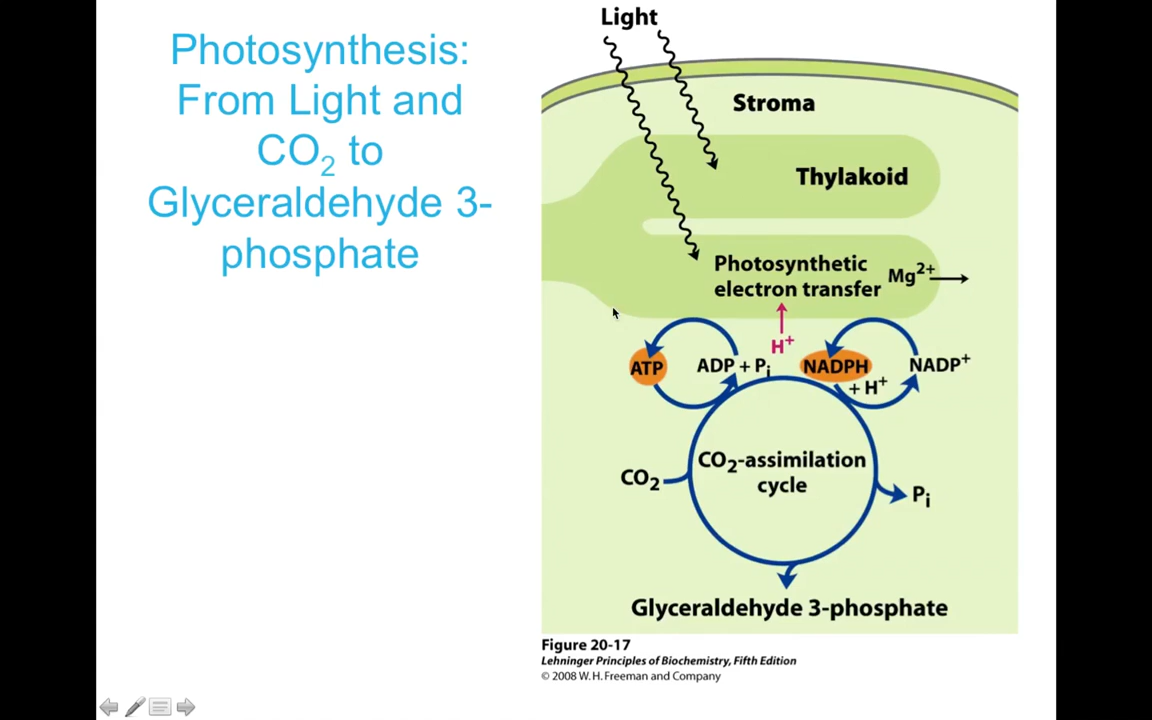 Photosynthesis:
From Light and
CO₂ to
Glyceraldehyde 3-
phosphate
Light
Stroma
Thylakoid
Photosynthetic
electron transfer
Mg²⁺
H⁺
ATP
ADP + Pᵢ
NADPH
+ H⁺
NADP⁺
CO₂-assimilation
cycle
CO₂
Pᵢ
Glyceraldehyde 3-phosphate
Figure 20-17
Lehninger Principles of Biochemistry, Fifth Edition
© 2008 W. H. Freeman and Company